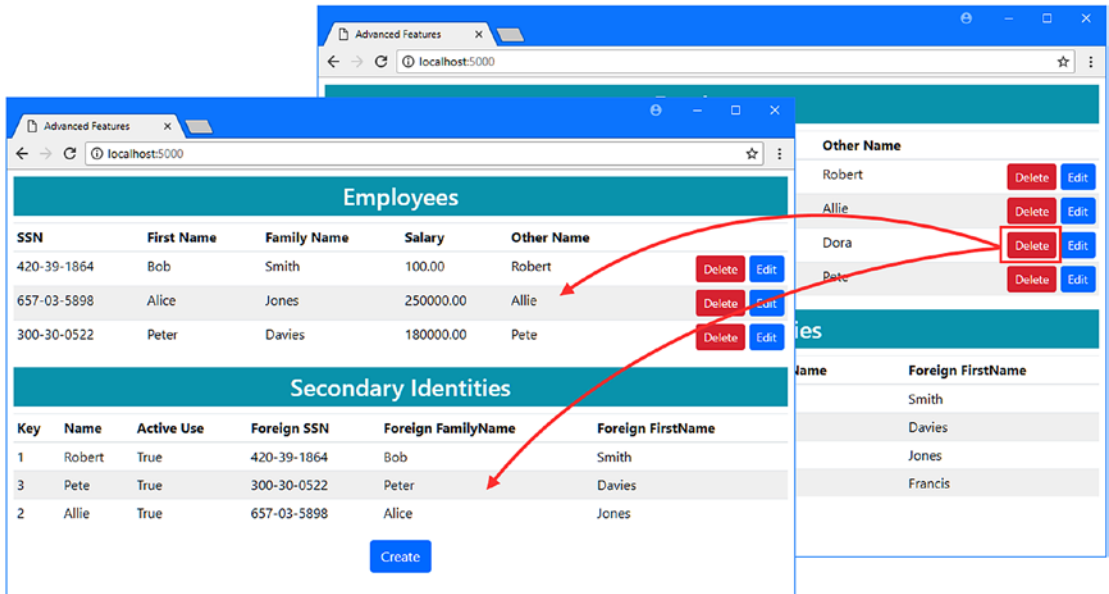 Advanced Features
localhost:5000
Other Name
Robert Delete Edit
Allie Delete Edit
Dora Delete Edit
Pete Delete Edit
ies
Name Foreign FirstName
Smith
Davies
Jones
Francis
Advanced Features
localhost:5000
Employees
SSN First Name Family Name Salary Other Name
420-39-1864 Bob Smith 100.00 Robert Delete Edit
657-03-5898 Alice Jones 250000.00 Allie Delete Edit
300-30-0522 Peter Davies 180000.00 Pete Delete Edit
Secondary Identities
Key Name Active Use Foreign SSN Foreign FamilyName Foreign FirstName
1 Robert True 420-39-1864 Bob Smith
3 Pete True 300-30-0522 Peter Davies
2 Allie True 657-03-5898 Alice Jones
Create